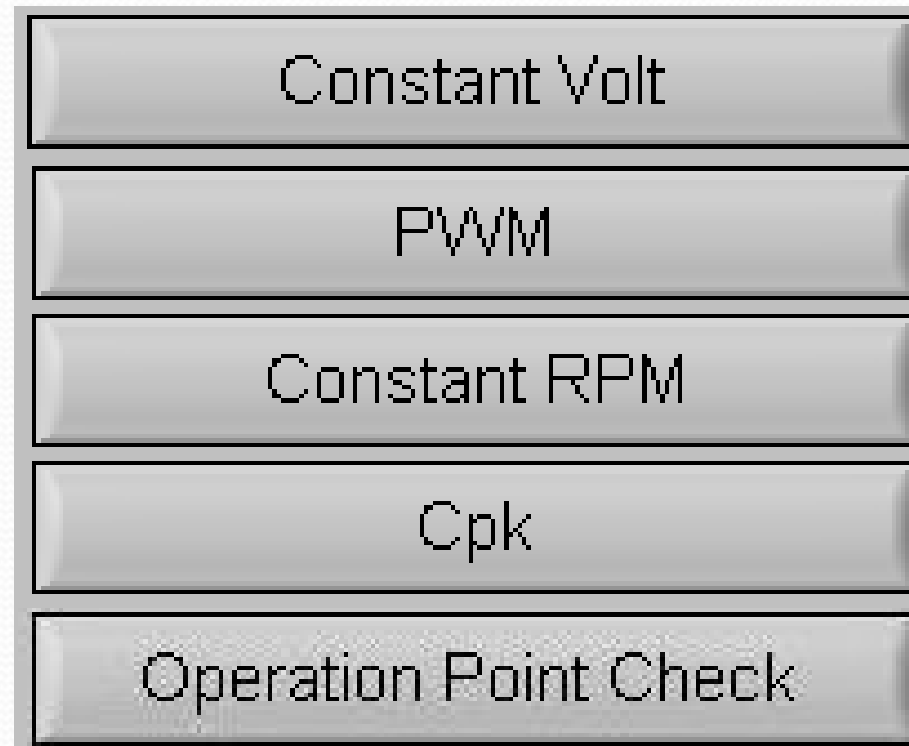 Constant Volt
PWM
Constant RPM
Cpk
Operation Point Check